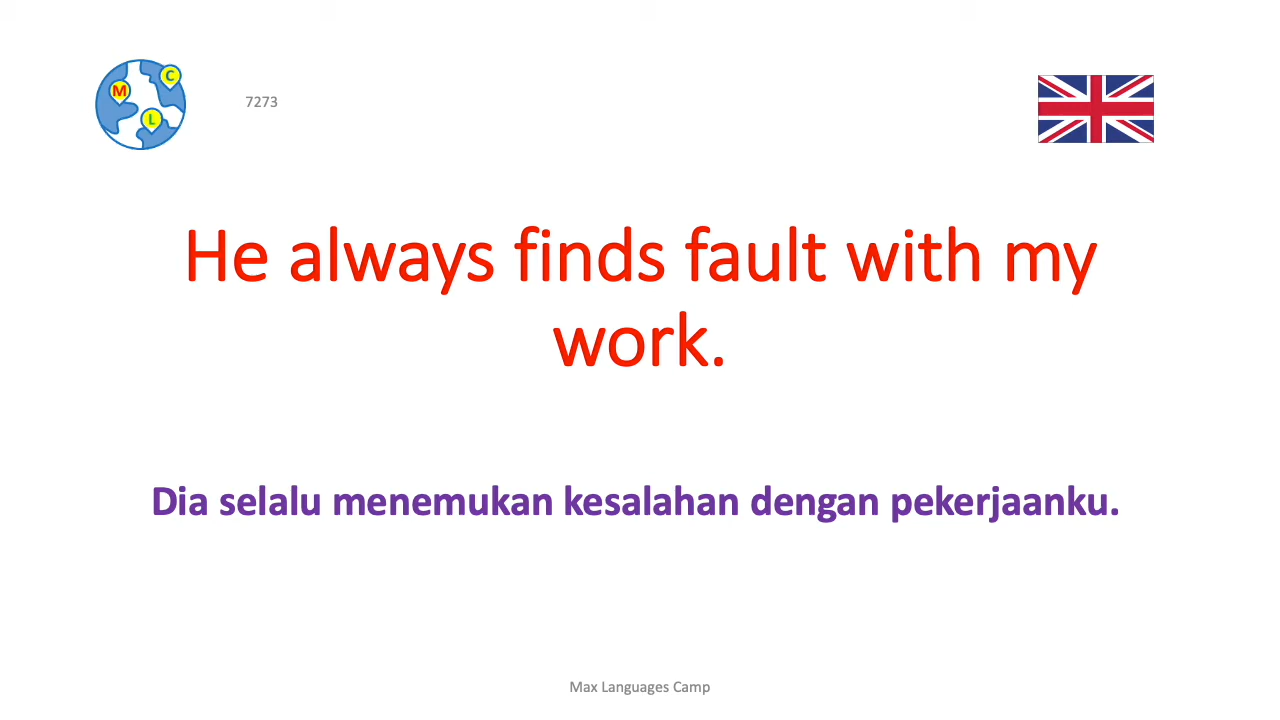 C
M
L
7273
He always finds fault with my
work.
Dia selalu menemukan kesalahan dengan pekerjaanku.
Max Languages Camp